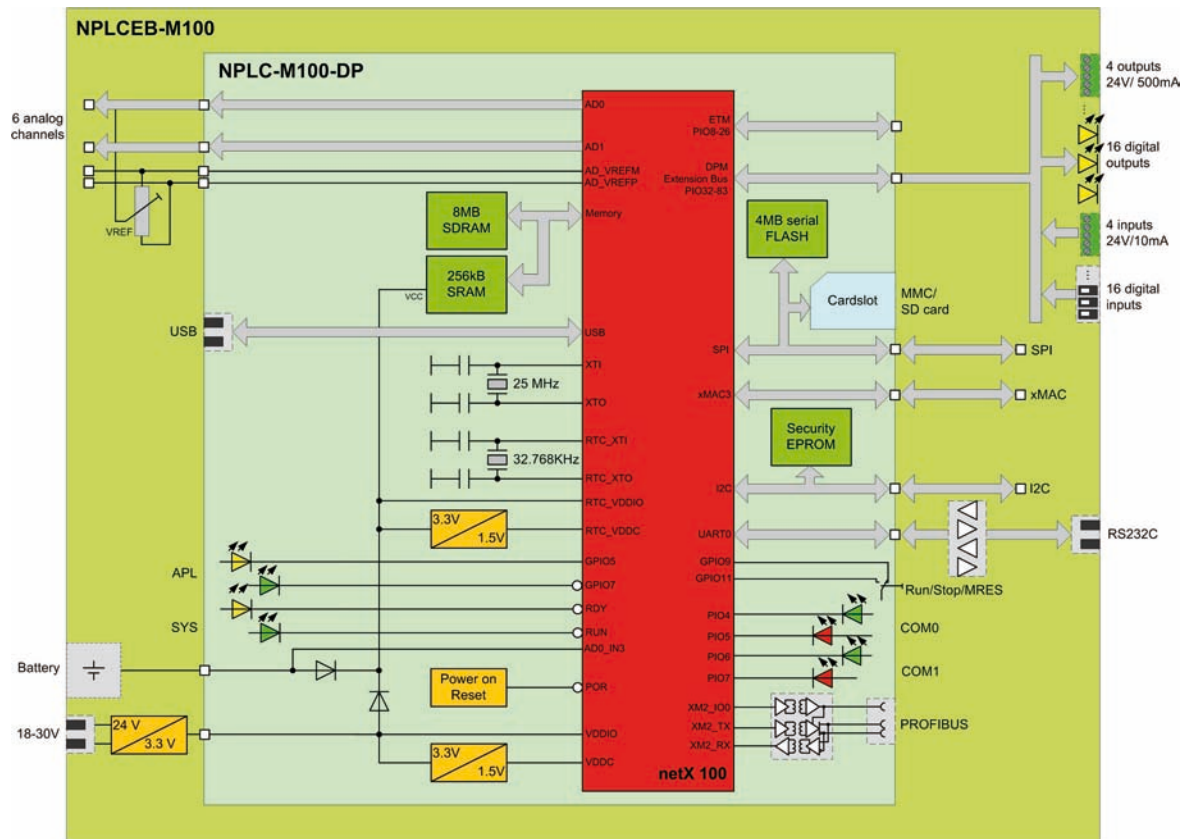 NPLCEB-M100
NPLC-M100-DP
6 analog
channels
VREF
USB
APL
SYS
Battery
18-30V
24 V
3.3 V
8MB
SDRAM
256kB
SRAM
VCC
25 MHz
32.768KHz
3.3V
1.5V
Power on
Reset
3.3V
1.5V
AD0
AD1
AD_VREFM
AD_VREFP
Memory
USB
XTI
XTO
RTC_XTI
RTC_XTO
RTC_VDDIO
RTC_VDDC
GPIO5
GPIO7
RDY
RUN
AD0_IN3
POR
VDDIO
VDDC
ETM
PIO8-26
DPM
Extension Bus
PIO32-83
SPI
xMAC3
I2C
UART0
GPIO9
GPIO11
PIO4
PIO5
PIO6
PIO7
XM2_IO0
XM2_TX
XM2_RX
netX 100
4MB serial
FLASH
Cardslot
MMC/
SD card
Security
EPROM
Run/Stop/MRES
COM0
COM1
PROFIBUS
4 outputs
24V/ 500mA
...
16 digital
outputs
4 inputs
24V/10mA
...
16 digital
inputs
SPI
xMAC
I2C
RS232C